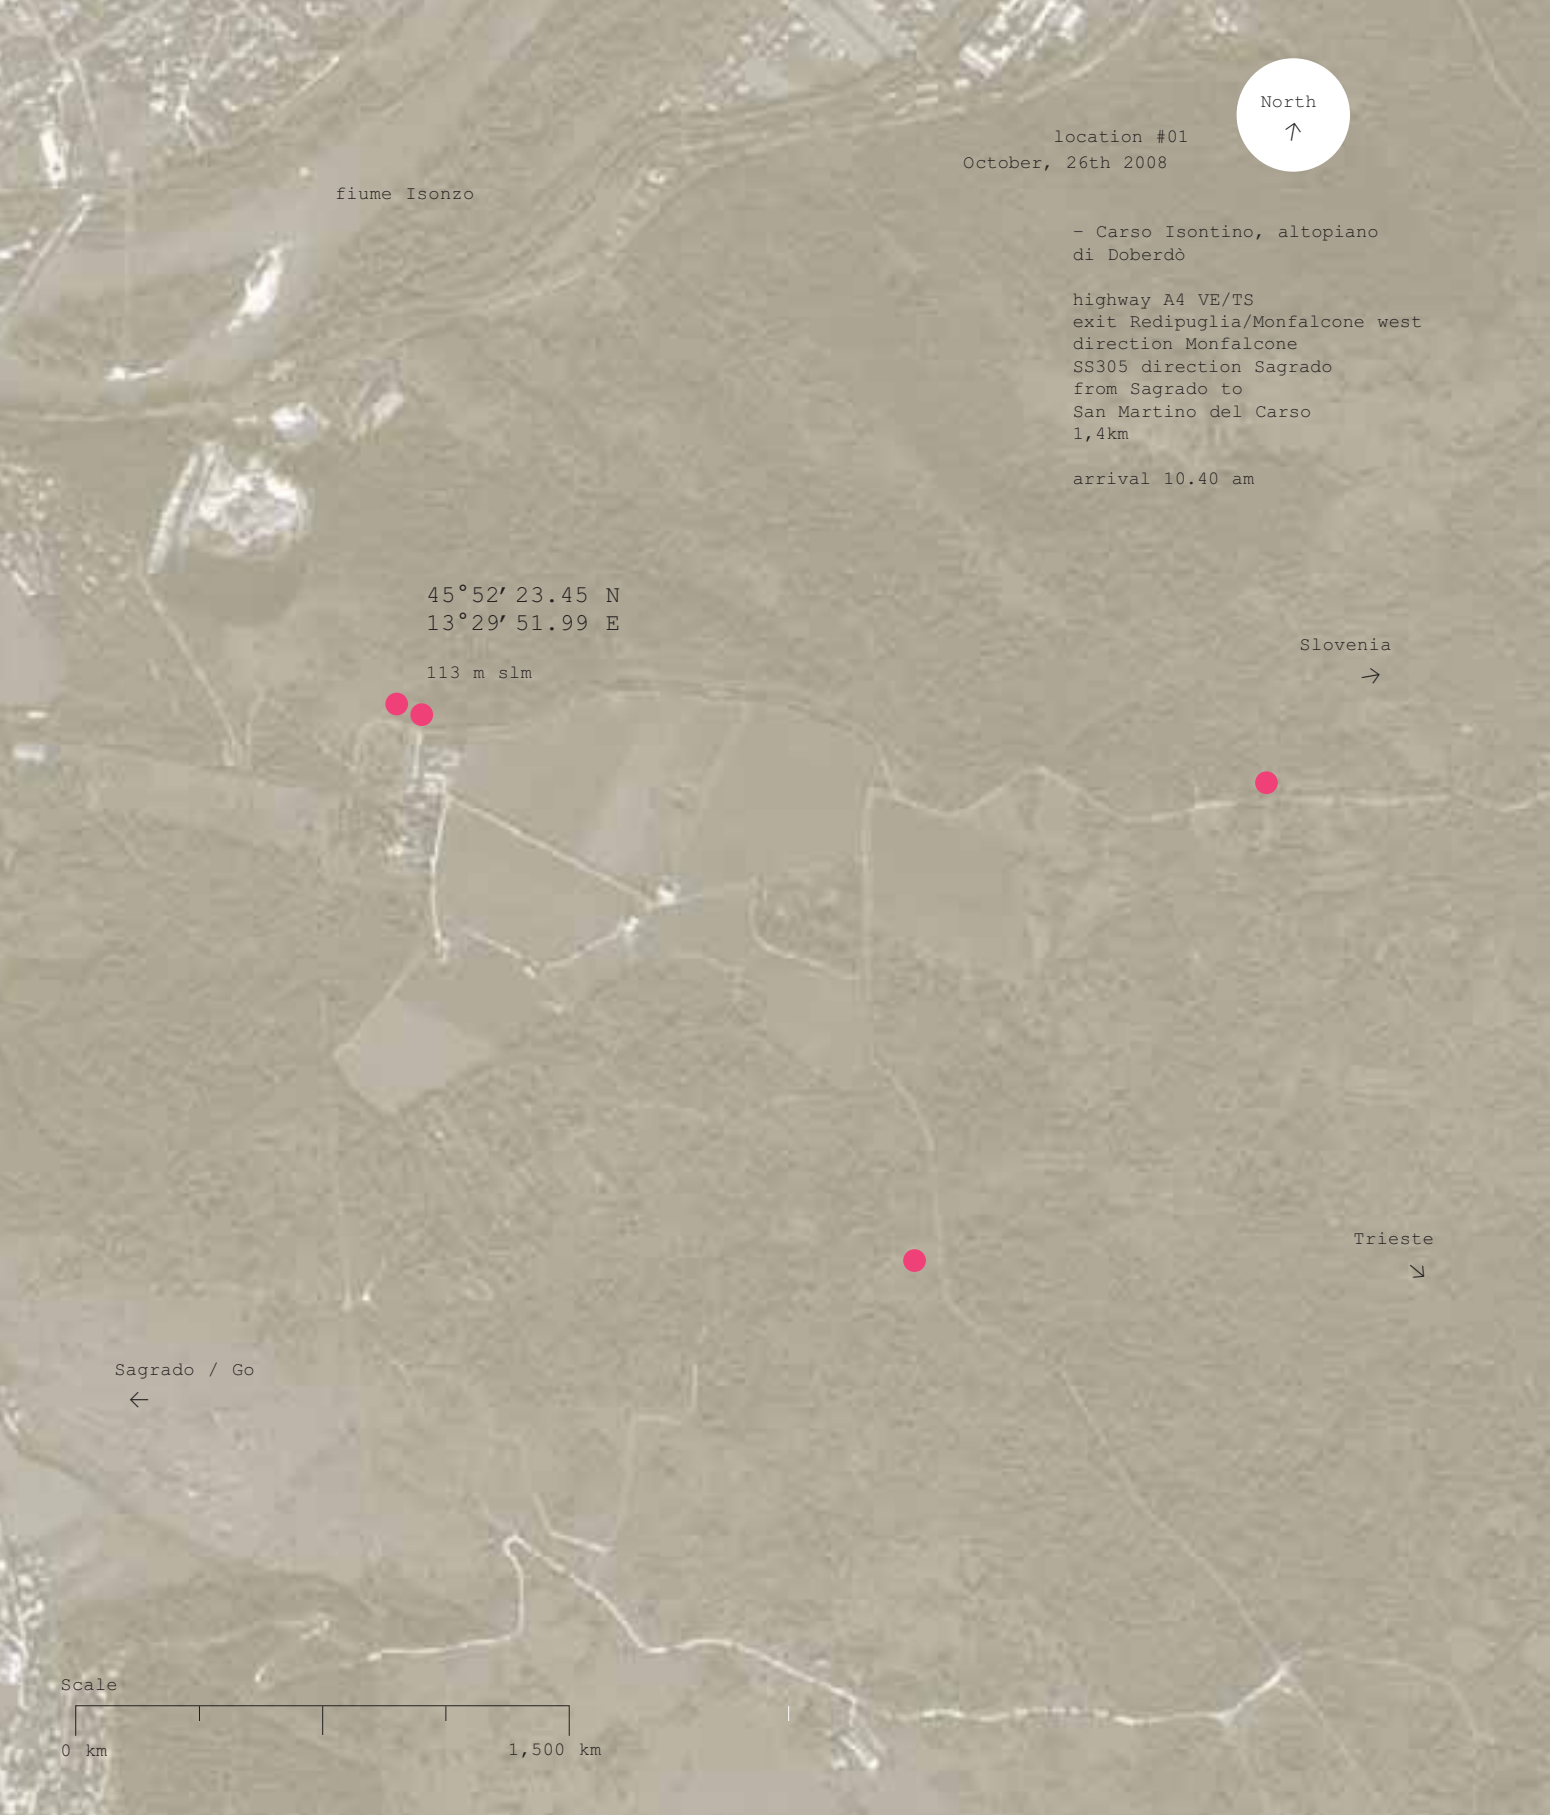 North
location #01
October, 26th 2008
fiume Isonzo
– Carso Isontino, altopiano
di Doberdò
highway A4 VE/TS
exit Redipuglia/Monfalcone west
direction Monfalcone
SS305 direction Sagrado
from Sagrado to
San Martino del Carso
1,4km
arrival 10.40 am
45°52′23.45 N
13°29′51.99 E
113 m slm
Slovenia
Trieste
Sagrado / Go
Scale
0 km
1,500 km